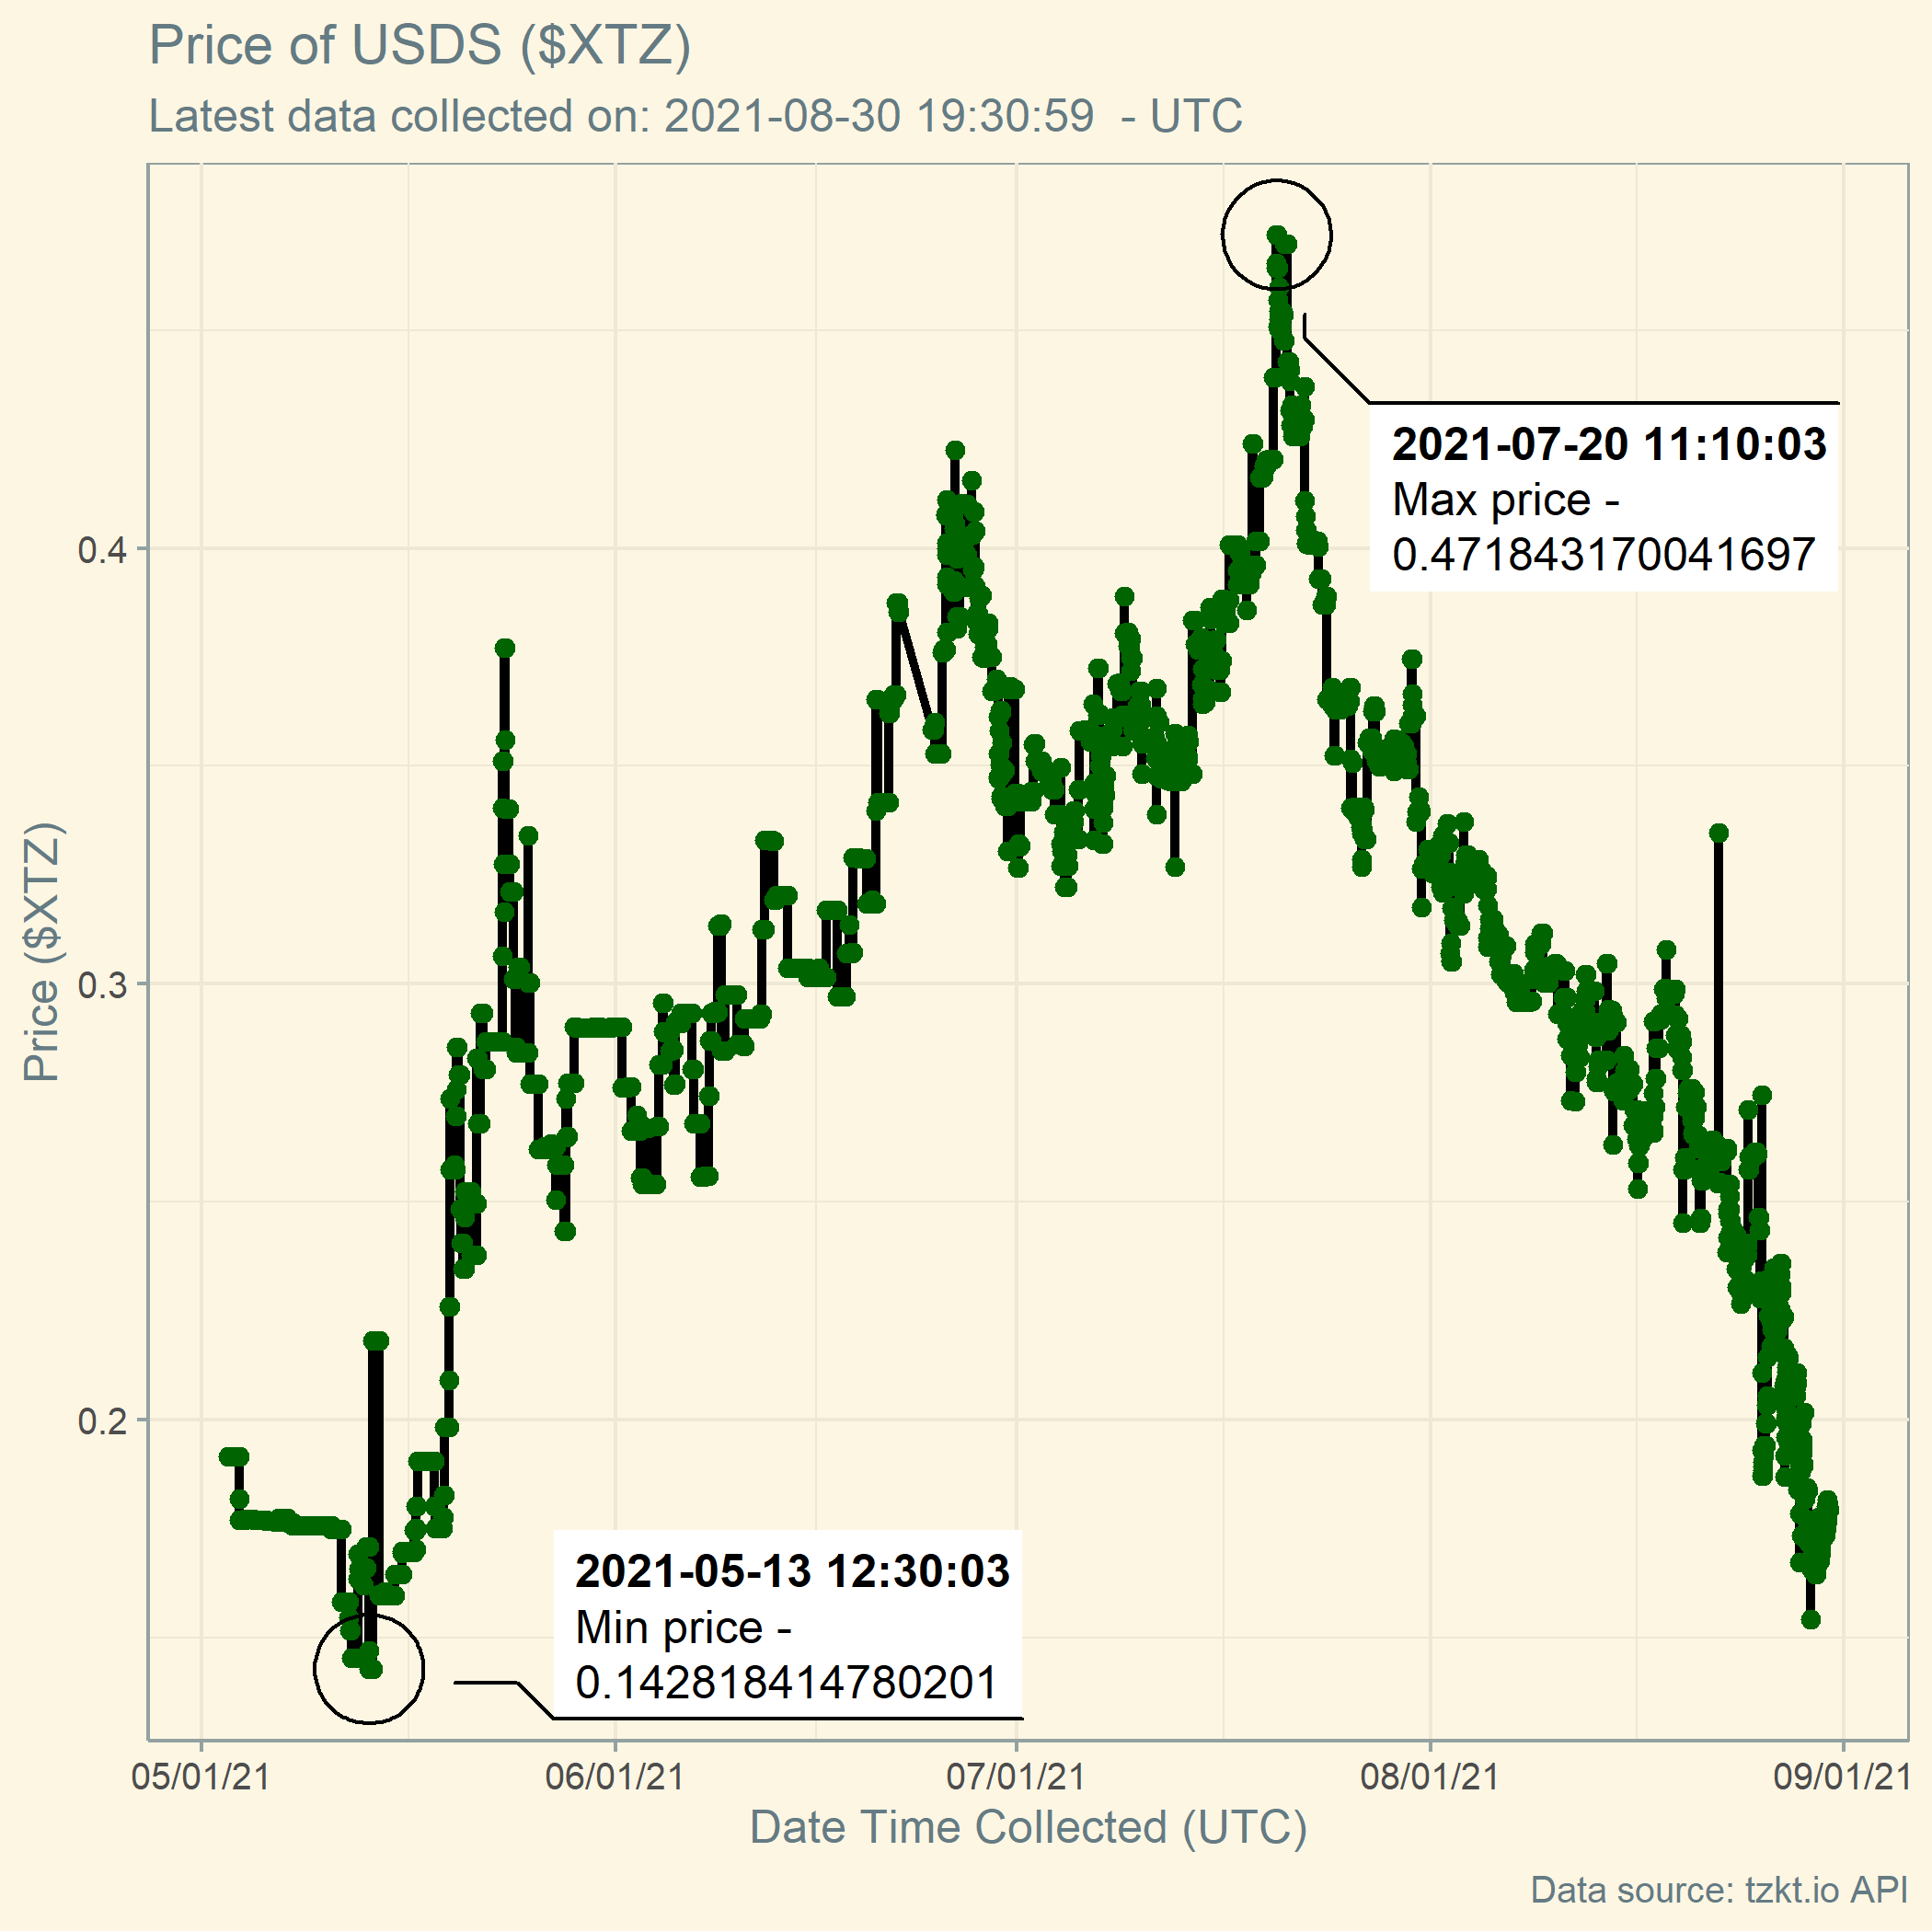 Price of USDS ($XTZ)
Latest data collected on: 2021-08-30 19:30:59  - UTC
2021-07-20 11:10:03
Max price -
0.471843170041697
0.4
0.3
0.2
Price ($XTZ)
2021-05-13 12:30:03
Min price -
0.142818414780201
05/01/21
06/01/21
07/01/21
08/01/21
09/01/21
Date Time Collected (UTC)
Data source: tzkt.io API